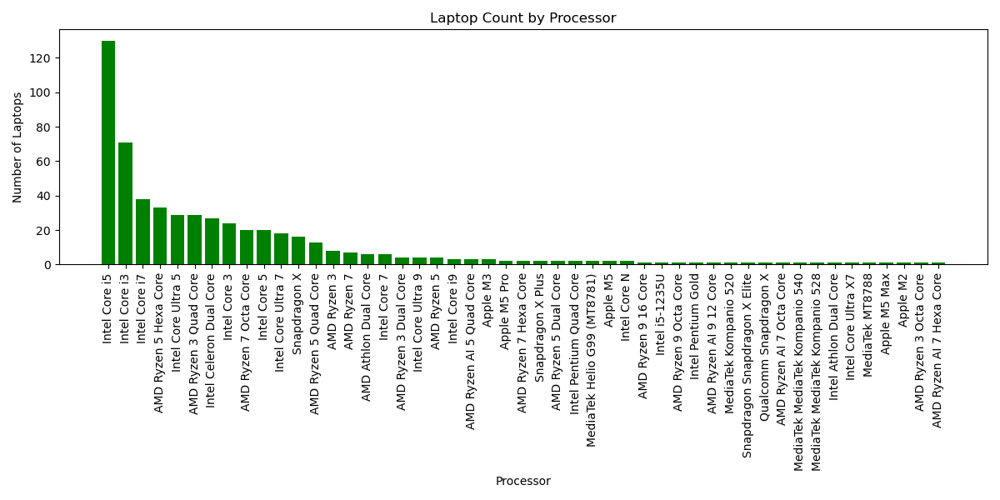 Laptop Count by Processor
Number of Laptops
120
100
80
60
40
20
0
Intel Core i5
Intel Core i3
Intel Core i7
AMD Ryzen 5 Hexa Core
Intel Core Ultra 5
AMD Ryzen 3 Quad Core
Intel Celeron Dual Core
Intel Core 3
AMD Ryzen 7 Octa Core
Intel Core 5
Intel Core Ultra 7
Snapdragon X
AMD Ryzen 5 Quad Core
AMD Ryzen 3
AMD Ryzen 7
AMD Athlon Dual Core
Intel Core 7
AMD Ryzen 3 Dual Core
Intel Core Ultra 9
AMD Ryzen 5
Intel Core i9
AMD Ryzen AI 5 Quad Core
Apple M3
Apple M5 Pro
AMD Ryzen 7 Hexa Core
Snapdragon X Plus
AMD Ryzen 5 Dual Core
Intel Pentium Quad Core
MediaTek Helio G99 (MT8781)
Apple M5
Intel Core N
AMD Ryzen 9 16 Core
Intel i5-1235U
AMD Ryzen 9 Octa Core
Intel Pentium Gold
AMD Ryzen AI 9 12 Core
MediaTek Kompanio 520
Snapdragon Snapdragon X Elite
Qualcomm Snapdragon X
AMD Ryzen AI 7 Octa Core
MediaTek MediaTek Kompanio 540
MediaTek MediaTek Kompanio 528
Intel Athlon Dual Core
Intel Core Ultra X7
MediaTek MT8788
Apple M5 Max
Apple M2
AMD Ryzen 3 Octa Core
AMD Ryzen AI 7 Hexa Core
Processor